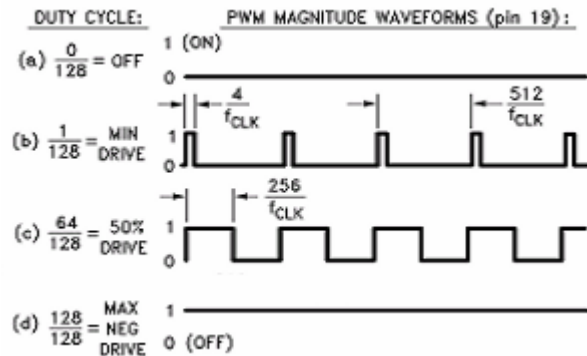 DUTY CYCLE: PWM MAGNITUDE WAVEFORMS (pin 19):
(a) 0/128 = OFF 1 (ON)
0
4/fCLK 512/fCLK
(b) 1/128 = MIN DRIVE 1
0
256/fCLK
(c) 64/128 = 50% DRIVE 1
0
(d) 128/128 = MAX NEG DRIVE 1
0 (OFF)